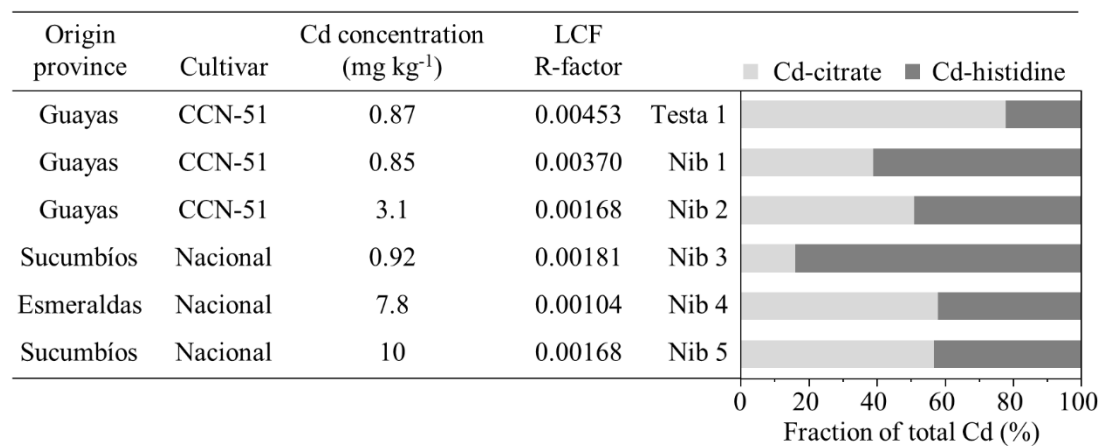 Origin province Cultivar Cd concentration (mg kg⁻¹) LCF R-factor
Cd-citrate Cd-histidine
Guayas CCN-51 0.87 0.00453 Testa 1
Guayas CCN-51 0.85 0.00370 Nib 1
Guayas CCN-51 3.1 0.00168 Nib 2
Sucumbíos Nacional 0.92 0.00181 Nib 3
Esmeraldas Nacional 7.8 0.00104 Nib 4
Sucumbíos Nacional 10 0.00168 Nib 5
0 20 40 60 80 100
Fraction of total Cd (%)